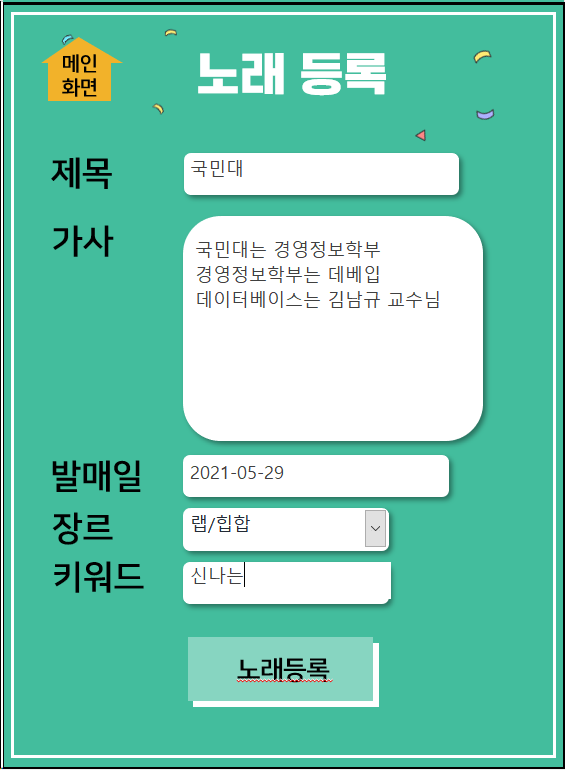 메인
화면
노래 등록
제목
국민대
가사
국민대는 경영정보학부
경영정보학부는 데베입
데이터베이스는 김남규 교수님
발매일
2021-05-29
장르
랩/힙합
키워드
신나는
노래등록